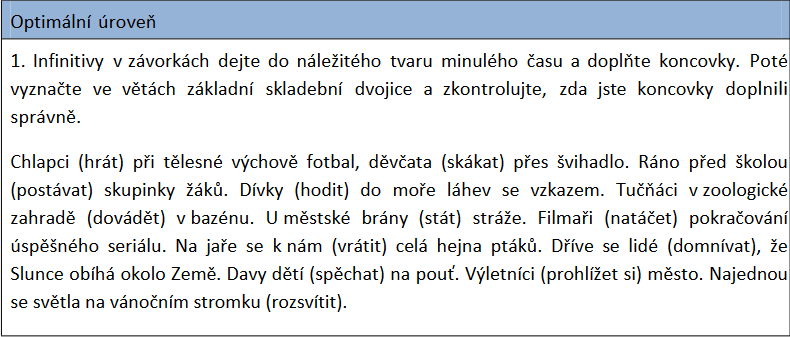 Optimální úroveň
1. Infinitivy v závorkách dejte do náležitého tvaru minulého času a doplňte koncovky. Poté
vyznačte ve větách základní skladební dvojice a zkontrolujte, zda jste koncovky doplnili
správně.
Chlapci (hrát) při tělesné výchově fotbal, děvčata (skákat) přes švihadlo. Ráno před školou
(postávat) skupinky žáků. Dívky (hodit) do moře láhev se vzkazem. Tučňáci v zoologické
zahradě (dovádět) v bazénu. U městské brány (stát) stráže. Filmaři (natáčet) pokračování
úspěšného seriálu. Na jaře se k nám (vrátit) celá hejna ptáků. Dříve se lidé (domnívat), že
Slunce obíhá okolo Země. Davy dětí (spěchat) na pouť. Výletníci (prohlížet si) město. Najednou
se světla na vánočním stromku (rozsvítit).